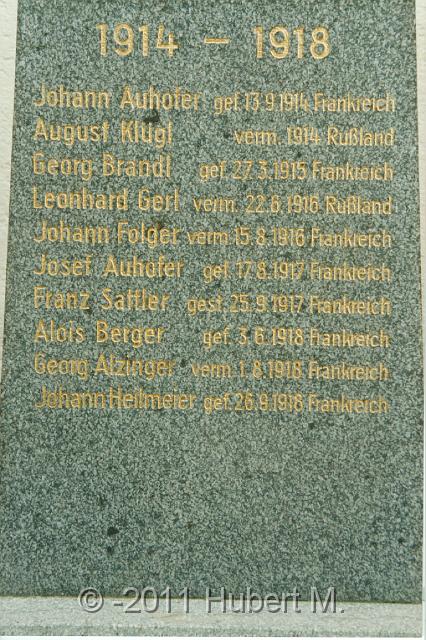 1914 – 1918
Johann Auhofer gef. 13.9.1914 Frankreich
August Klügl verm. 1914 Rußland
Georg Brandl gef. 27.3.1915 Frankreich
Leonhard Gerl verm. 22.6.1916 Rußland
Johann Folger verm. 15.8.1916 Frankreich
Josef Auhofer gef. 17.8.1917 Frankreich
Franz Sattler gest. 25.9.1917 Frankreich
Alois Berger gef. 3.6.1918 Frankreich
Georg Alzinger verm. 1.8.1918 Frankreich
Johann Heilmeier gef. 26.9.1918 Frankreich
© -2011 Hubert M.